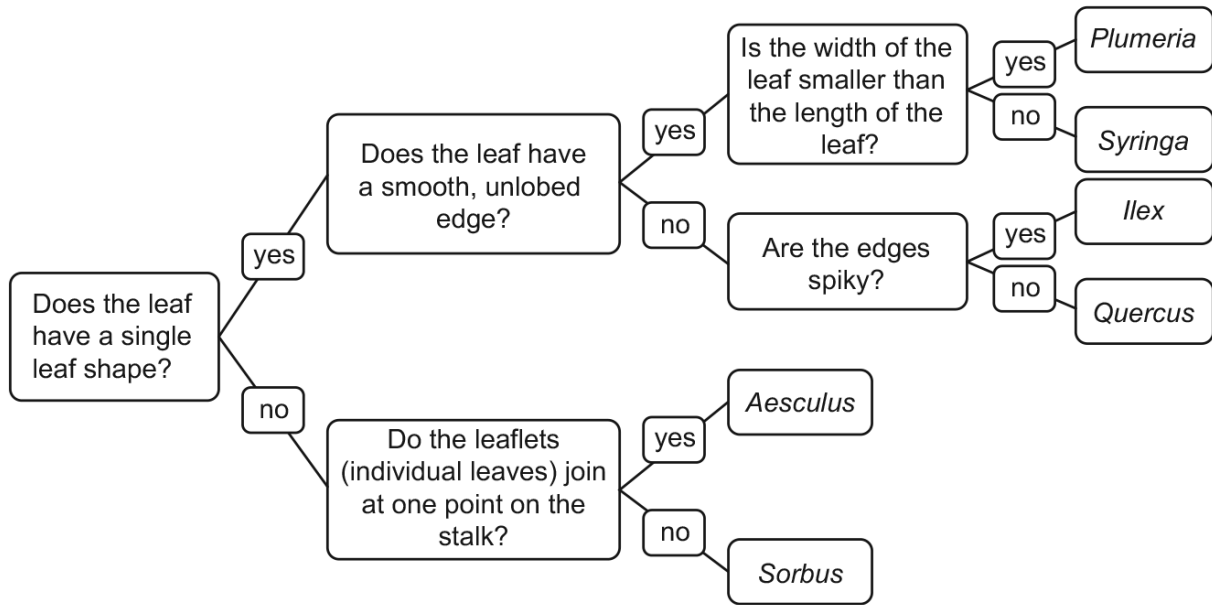 Does the leaf
have a single
leaf shape?
yes
no
Does the leaf have
a smooth, unlobed
edge?
yes
no
Is the width of the
leaf smaller than
the length of the
leaf?
yes
no
Plumeria
Syringa
Are the edges
spiky?
yes
no
Ilex
Quercus
Do the leaflets
(individual leaves) join
at one point on the
stalk?
yes
no
Aesculus
Sorbus